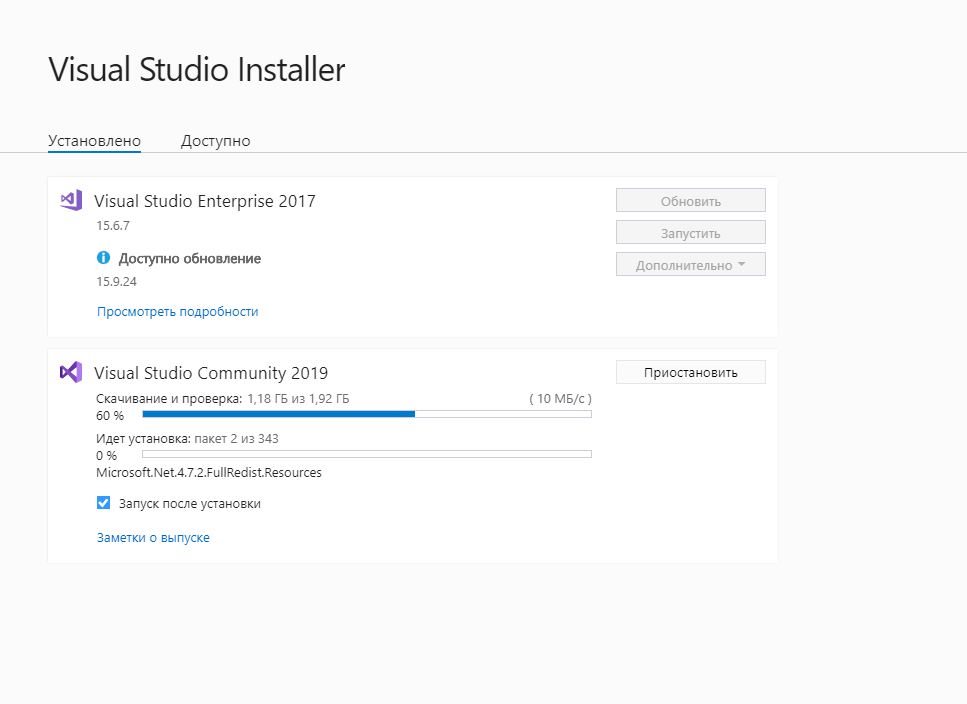 Visual Studio Installer
Установлено Доступно
Visual Studio Enterprise 2017
Обновить
15.6.7
Запустить
Доступно обновление
Дополнительно
15.9.24
Просмотреть подробности
Visual Studio Community 2019
Приостановить
Скачивание и проверка: 1,18 ГБ из 1,92 ГБ ( 10 МБ/с )
60 %
Идет установка: пакет 2 из 343
0 %
Microsoft.Net.4.7.2.FullRedist.Resources
Запуск после установки
Заметки о выпуске